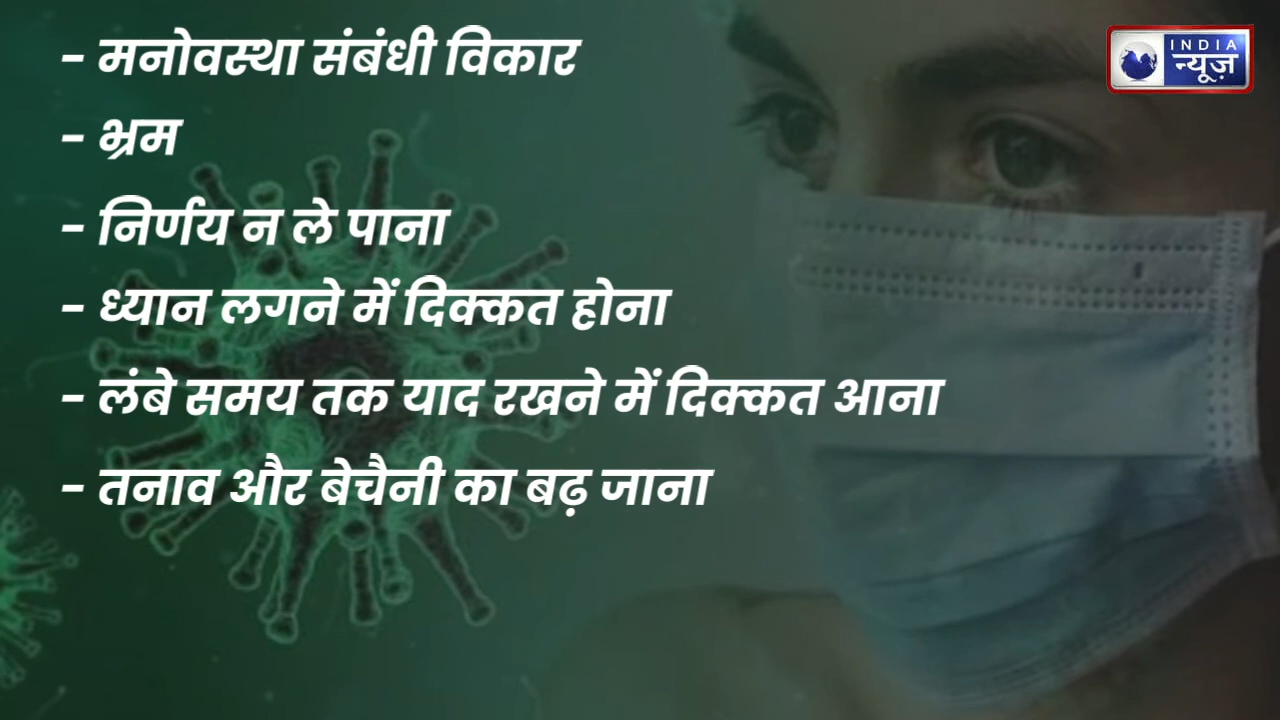 - मनोवस्था संबंधी विकार
- भ्रम
- निर्णय न ले पाना
- ध्यान लगने में दिक्कत होना
- लंबे समय तक याद रखने में दिक्कत आना
- तनाव और बेचैनी का बढ़ जाना
INDIA
न्यूज़